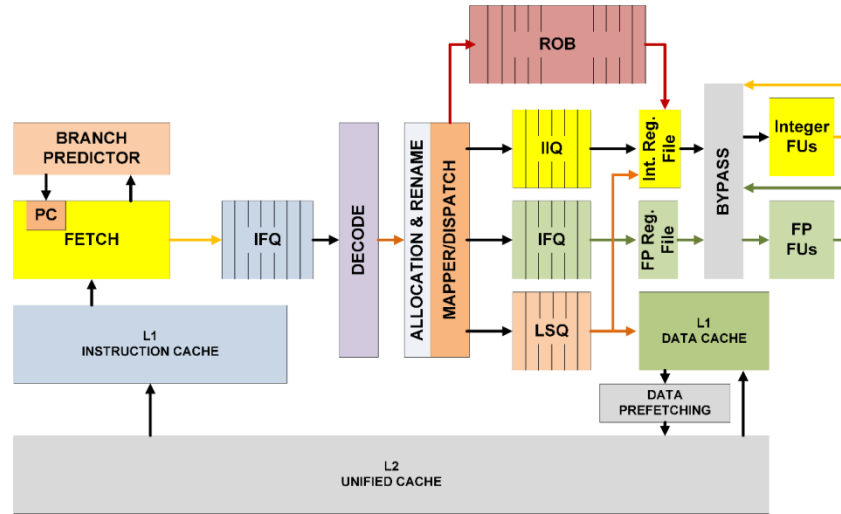 ROB
BRANCH
PREDICTOR
PC
FETCH
IFQ
DECODE
ALLOCATION & RENAME
MAPPER/DISPATCH
IIQ
IFQ
LSQ
Int. Reg.
File
FP Reg.
File
BYPASS
Integer
FUs
FP
FUs
L1
INSTRUCTION CACHE
L1
DATA CACHE
DATA
PREFETCHING
L2
UNIFIED CACHE